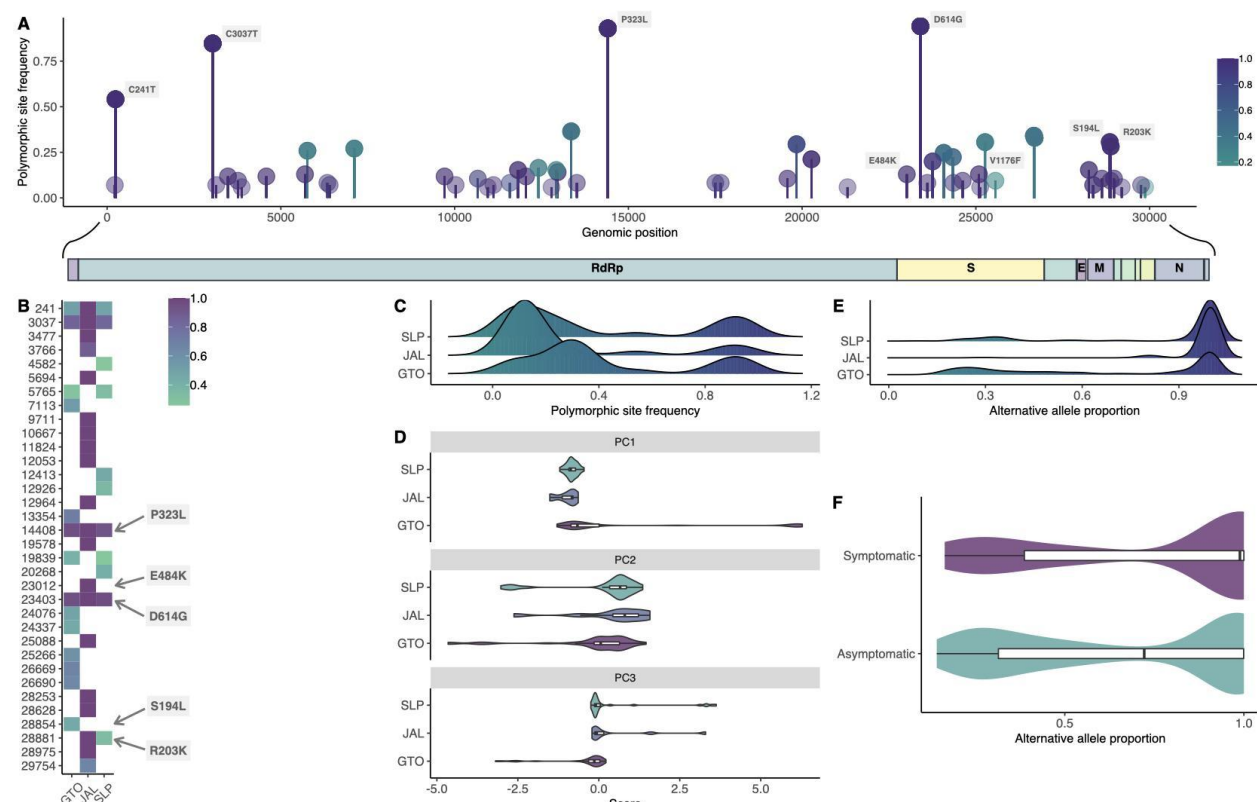 A
Polymorphic site frequency
0.75
0.50
0.25
0.00
C241T
C3037T
P323L
D614G
E484K
V1176F
S194L
R203K
1.0
0.8
0.6
0.4
0.2
0
5000
10000
15000
20000
25000
30000
Genomic position
RdRp
S
E
M
N
B
241
3037
3477
3766
4582
5694
5765
7113
9711
10667
11824
12053
12413
12926
12964
13354
14408
19578
19839
20268
23012
23403
24076
24337
25088
25266
26669
26690
28253
28628
28854
28881
28975
29754
GTO
JAL
SLP
1.0
0.8
0.6
0.4
P323L
E484K
D614G
S194L
R203K
C
SLP
JAL
GTO
0.0
0.4
0.8
1.2
Polymorphic site frequency
E
SLP
JAL
GTO
0.0
0.3
0.6
0.9
Alternative allele proportion
D
PC1
SLP
JAL
GTO
PC2
SLP
JAL
GTO
PC3
SLP
JAL
GTO
-5.0
-2.5
0.0
2.5
5.0
F
Symptomatic
Asymptomatic
0.5
1.0
Alternative allele proportion